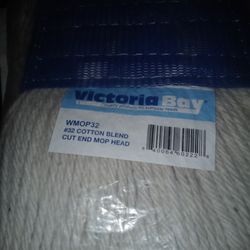 Victoria Bay
WMOP32
#32 COTTON BLEND
CUT END MOP HEAD